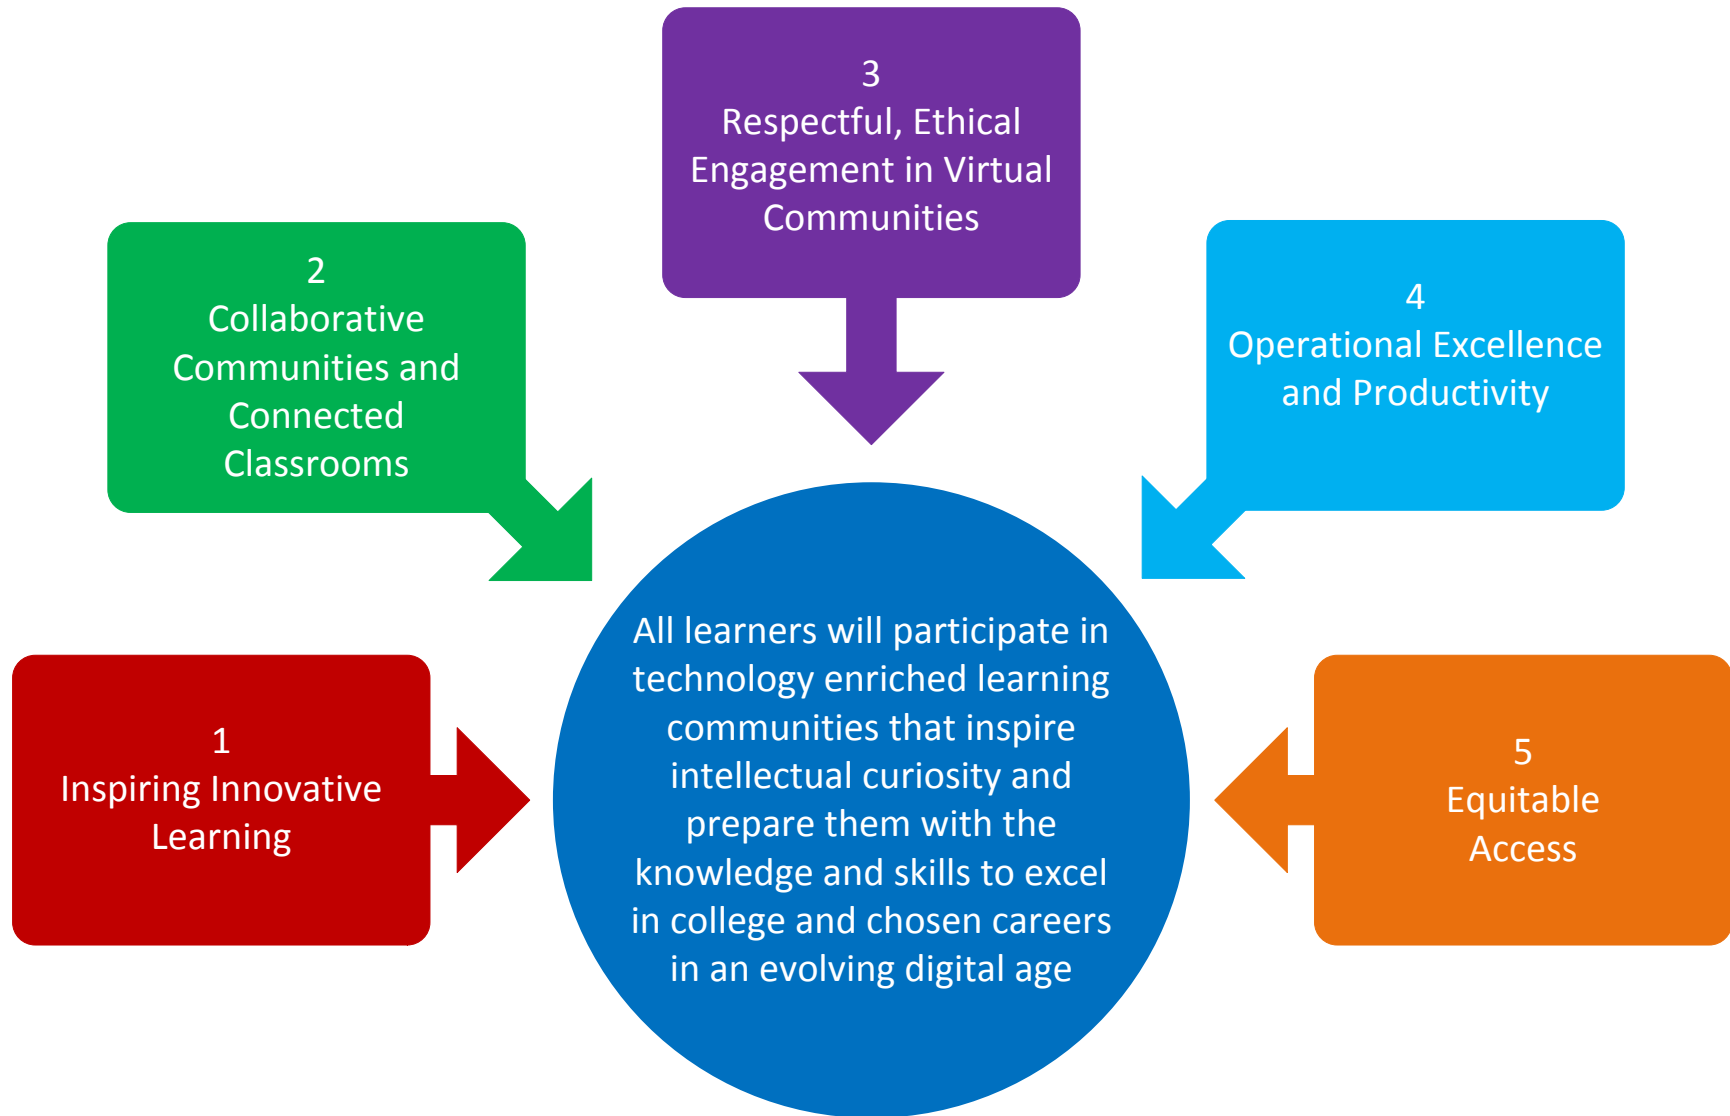 1
Inspiring Innovative
Learning
2
Collaborative
Communities and
Connected
Classrooms
3
Respectful, Ethical
Engagement in Virtual
Communities
4
Operational Excellence
and Productivity
5
Equitable
Access
All learners will participate in
technology enriched learning
communities that inspire
intellectual curiosity and
prepare them with the
knowledge and skills to excel
in college and chosen careers
in an evolving digital age